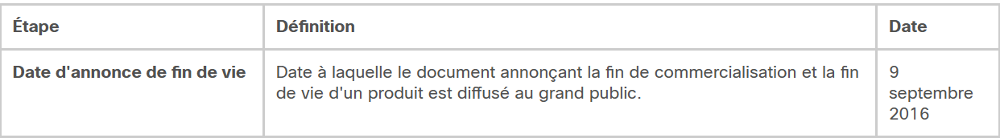 Étape
Définition
Date
Date d'annonce de fin de vie
Date à laquelle le document annonçant la fin de commercialisation et la fin
de vie d'un produit est diffusé au grand public.
9
septembre
2016